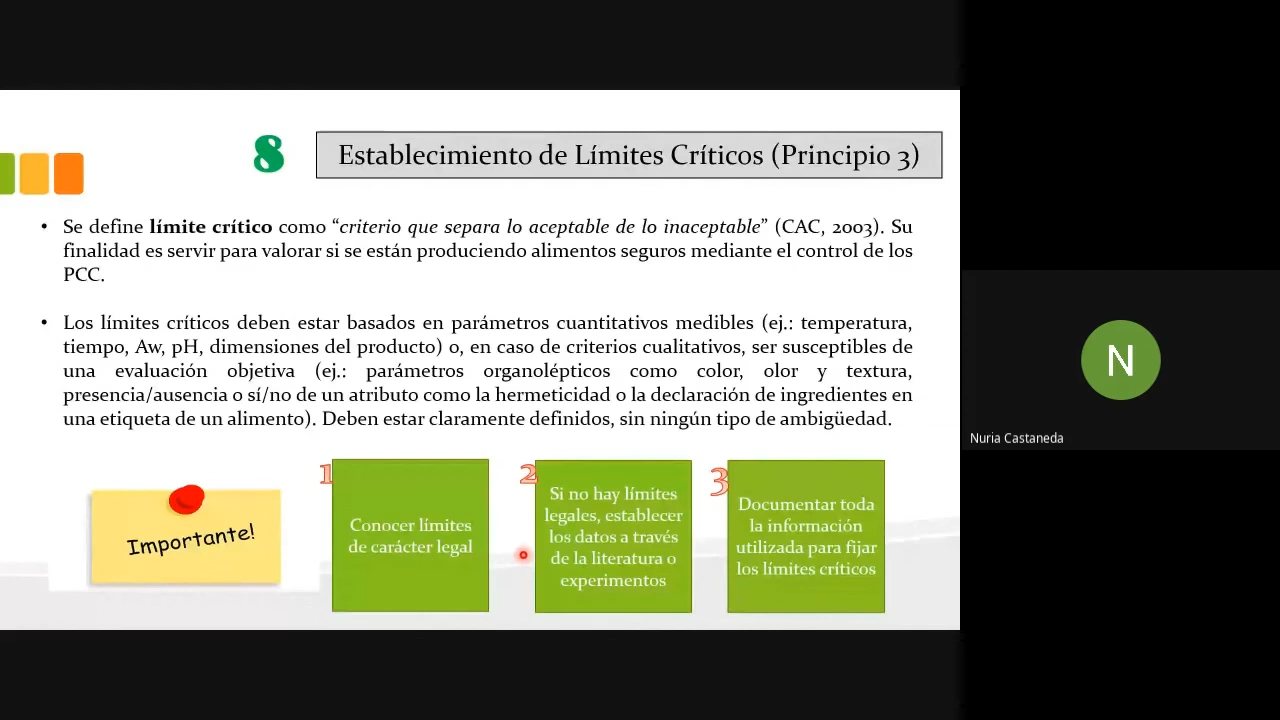 8
Establecimiento de Límites Críticos (Principio 3)
• Se define límite crítico como “criterio que separa lo aceptable de lo inaceptable” (CAC, 2003). Su
finalidad es servir para valorar si se están produciendo alimentos seguros mediante el control de los
PCC.
• Los límites críticos deben estar basados en parámetros cuantitativos medibles (ej.: temperatura,
tiempo, Aw, pH, dimensiones del producto) o, en caso de criterios cualitativos, ser susceptibles de
una evaluación objetiva (ej.: parámetros organolépticos como color, olor y textura,
presencia/ausencia o sí/no de un atributo como la hermeticidad o la declaración de ingredientes en
una etiqueta de un alimento). Deben estar claramente definidos, sin ningún tipo de ambigüedad.
Importante!
1
Conocer límites
de carácter legal
2
Si no hay límites
legales, establecer
los datos a través
de la literatura o
experimentos
3
Documentar toda
la información
utilizada para fijar
los límites críticos
N
Nuria Castaneda